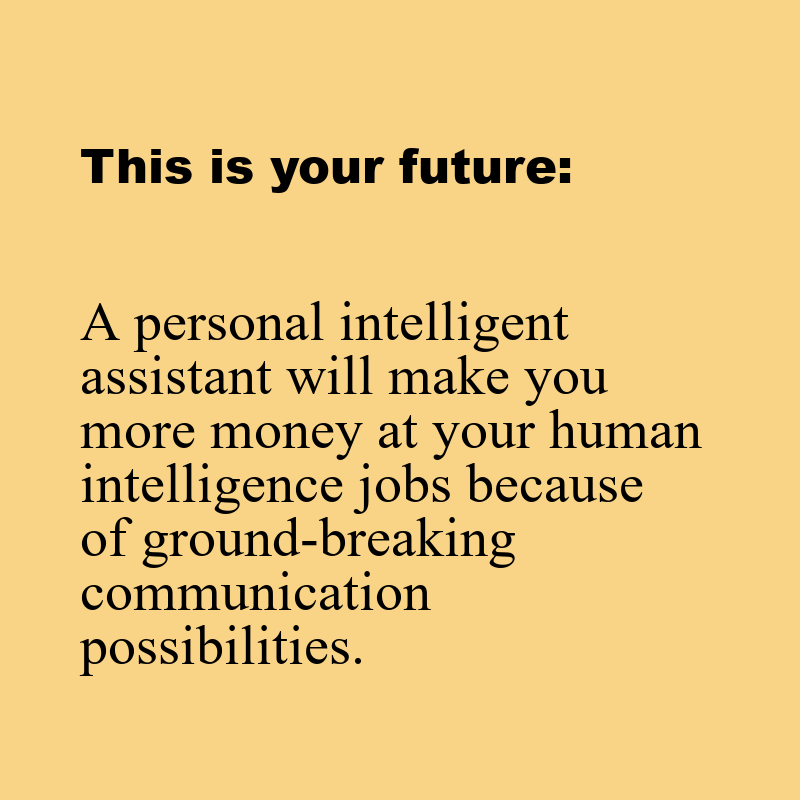 This is your future:
A personal intelligent
assistant will make you
more money at your human
intelligence jobs because
of ground-breaking
communication
possibilities.